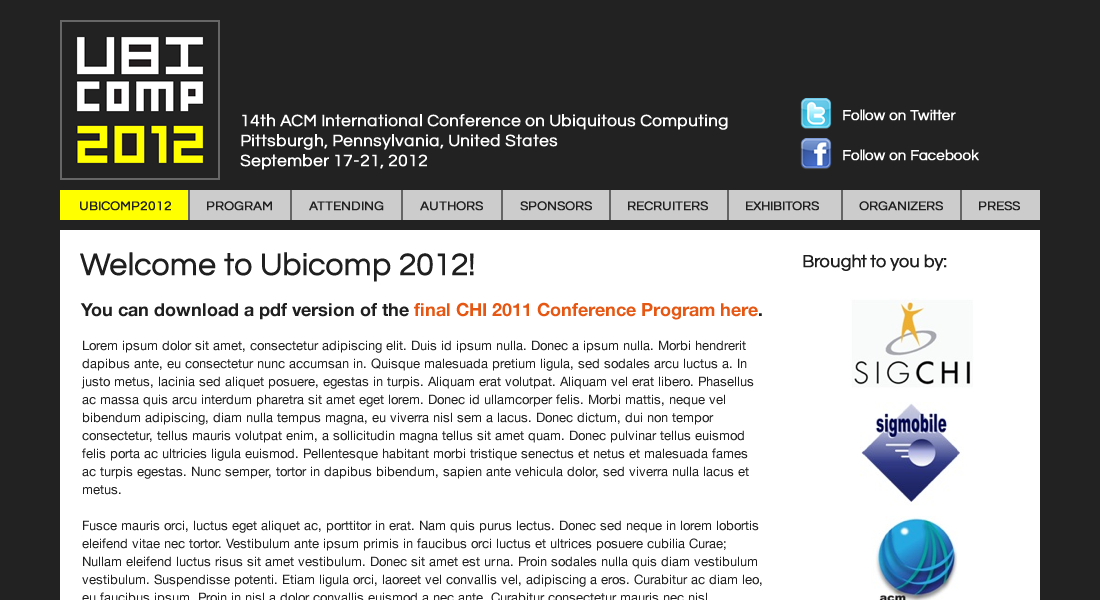 UBI
COMP
2012
14th ACM International Conference on Ubiquitous Computing
Pittsburgh, Pennsylvania, United States
September 17-21, 2012
Follow on Twitter
Follow on Facebook
UBICOMP2012 PROGRAM ATTENDING AUTHORS SPONSORS RECRUITERS EXHIBITORS ORGANIZERS PRESS
Welcome to Ubicomp 2012!
You can download a pdf version of the final CHI 2011 Conference Program here.
Lorem ipsum dolor sit amet, consectetur adipiscing elit. Duis id ipsum nulla. Donec a ipsum nulla. Morbi hendrerit
dapibus ante, eu consectetur nunc accumsan in. Quisque malesuada pretium ligula, sed sodales arcu luctus a. In
justo metus, lacinia sed aliquet posuere, egestas in turpis. Aliquam erat volutpat. Aliquam vel erat libero. Phasellus
ac massa quis arcu interdum pharetra sit amet eget lorem. Donec id ullamcorper felis. Morbi mattis, neque vel
bibendum adipiscing, diam nulla tempus magna, eu viverra nisl sem a lacus. Donec dictum, dui non tempor
consectetur, tellus mauris volutpat enim, a sollicitudin magna tellus sit amet quam. Donec pulvinar tellus euismod
felis porta ac ultricies ligula euismod. Pellentesque habitant morbi tristique senectus et netus et malesuada fames
ac turpis egestas. Nunc semper, tortor in dapibus bibendum, sapien ante vehicula dolor, sed viverra nulla lacus et
metus.
Fusce mauris orci, luctus eget aliquet ac, porttitor in erat. Nam quis purus lectus. Donec sed neque in lorem lobortis
eleifend vitae nec tortor. Vestibulum ante ipsum primis in faucibus orci luctus et ultrices posuere cubilia Curae;
Nullam eleifend luctus risus sit amet vestibulum. Donec sit amet est urna. Proin sodales nulla quis diam vestibulum
vestibulum. Suspendisse potenti. Etiam ligula orci, laoreet vel convallis vel, adipiscing a eros. Curabitur ac diam leo,
eu faucibus ipsum. Proin in nisl a dolor convallis euismod a nec ante. Curabitur consectetur mauris nec nisl
Brought to you by:
SIGCHI
sigmobile
acm